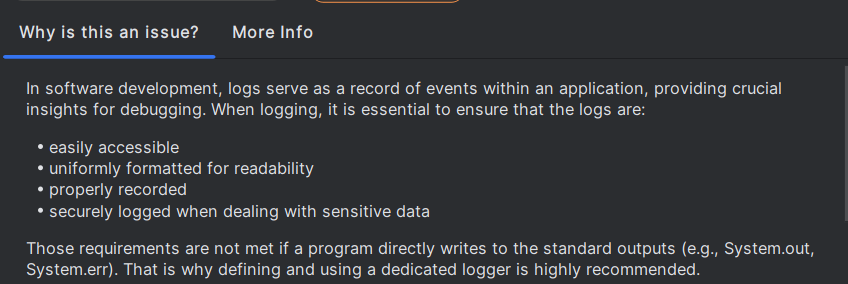 Why is this an issue? More Info
In software development, logs serve as a record of events within an application, providing crucial
insights for debugging. When logging, it is essential to ensure that the logs are:
• easily accessible
• uniformly formatted for readability
• properly recorded
• securely logged when dealing with sensitive data
Those requirements are not met if a program directly writes to the standard outputs (e.g., System.out,
System.err). That is why defining and using a dedicated logger is highly recommended.